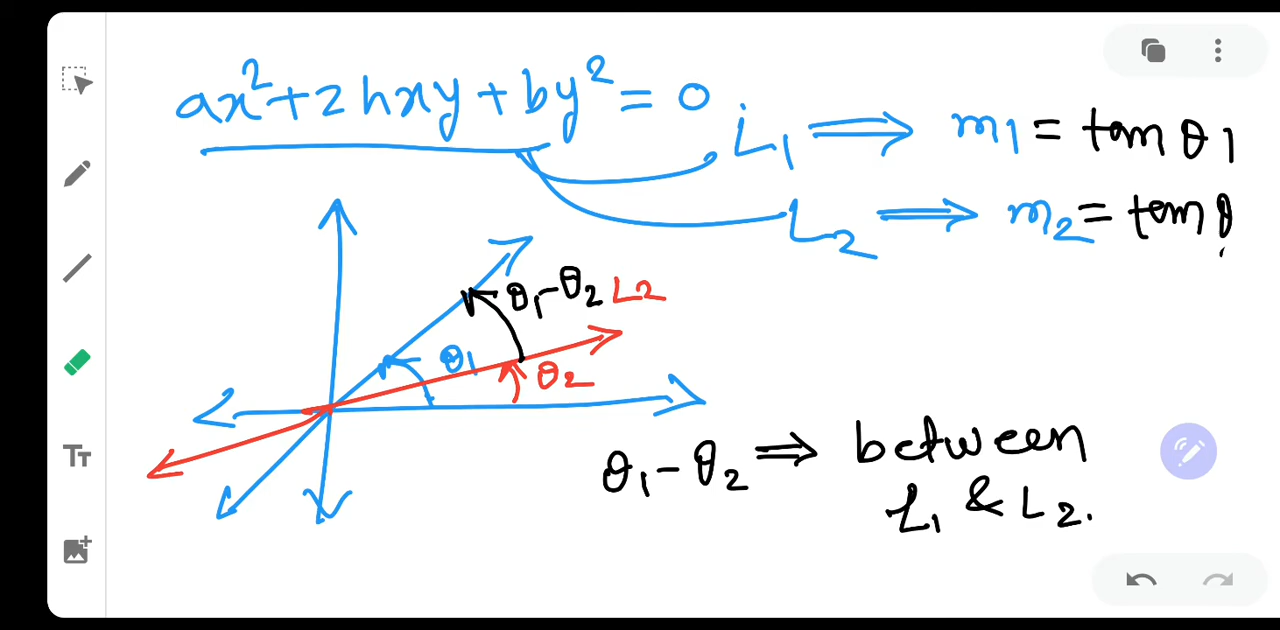 ax²+2hxy+by²=0
L₁ ⟹ m₁ = tan θ1
L₂ ⟹ m₂ = tan θ
θ₁-θ₂ L2
θ₁
θ₂
θ₁-θ₂ ⟹ between
L₁ & L₂.
Tт